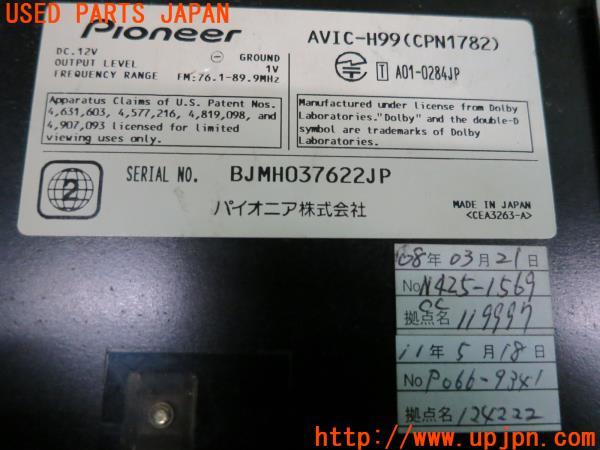 USED PARTS JAPAN
Pioneer
AVIC-H99(CPN1782)
DC.12V
GROUND
OUTPUT LEVEL 1V
FREQUENCY RANGE FM:76.1-89.9MHz
T A01-0284JP
Apparatus Claims of U.S. Patent Nos.
4,631,603, 4,577,216, 4,819,098, and
4,907,093 licensed for limited
viewing uses only.
Manufactured under license from Dolby
Laboratories."Dolby" and the double-D
symbol are trademarks of Dolby
Laboratories.
2
SERIAL NO. BJMH037622JP
パイオニア株式会社
MADE IN JAPAN
<CEA3263-A>
08年 03月 21日
No N425-1569
拠点名 119997
11年 5月 18日
No P066-9341
拠点名 124222
UPJ http://www.upjpn.com